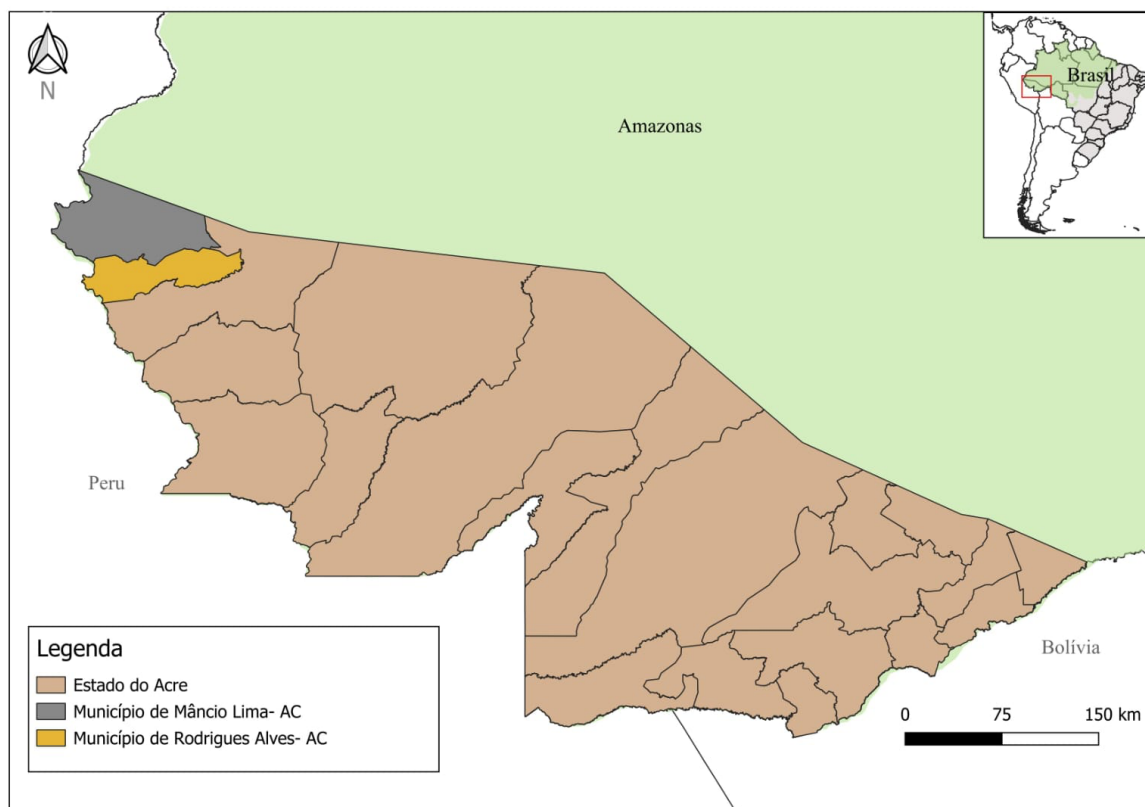 N
Brasil
Amazonas
Peru
Bolívia
Legenda
Estado do Acre
Município de Mâncio Lima- AC
Município de Rodrigues Alves- AC
0 75 150 km